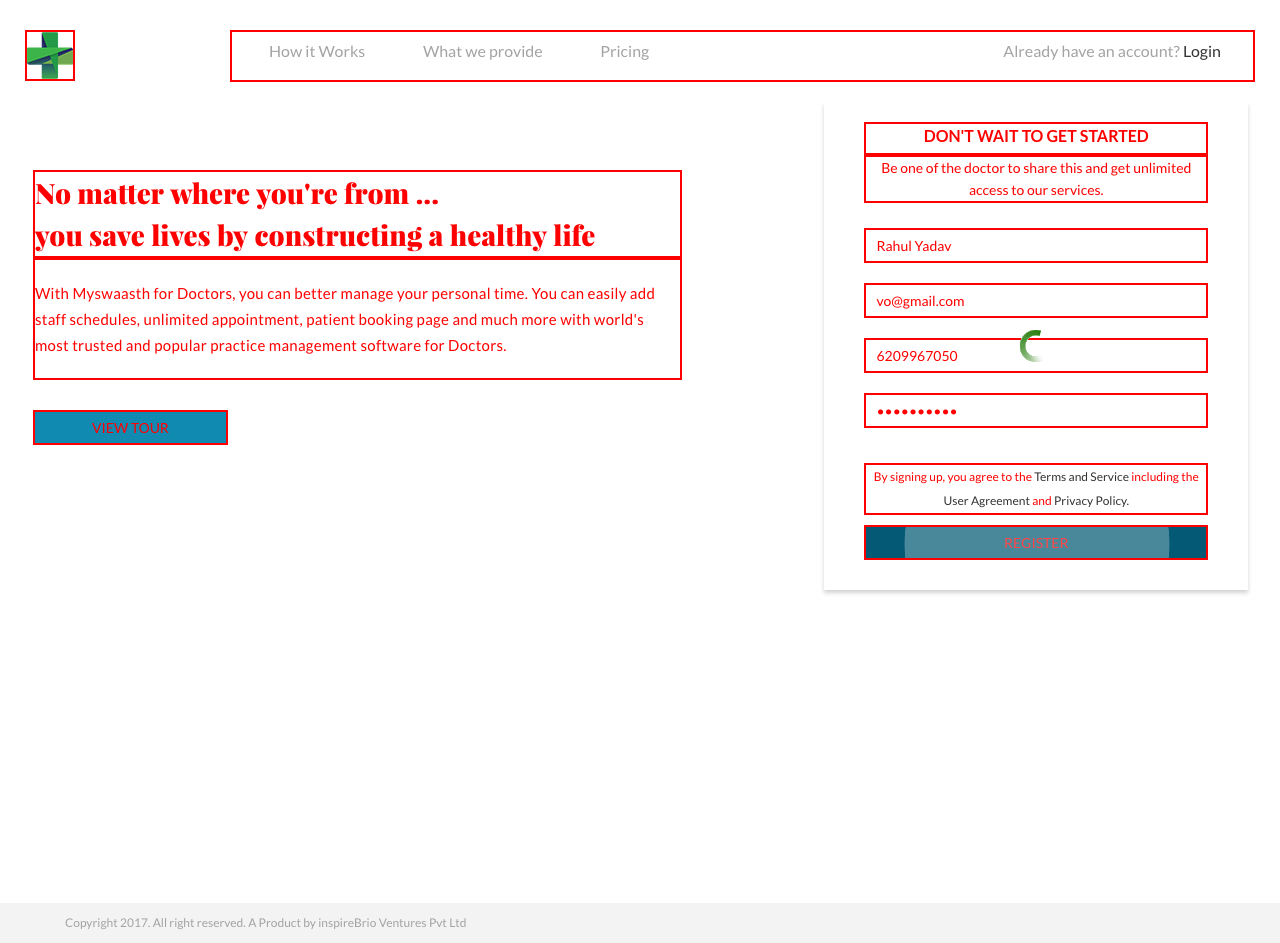 How it Works
What we provide
Pricing
Already have an account? Login
No matter where you're from ...
you save lives by constructing a healthy life
With Myswaasth for Doctors, you can better manage your personal time. You can easily add
staff schedules, unlimited appointment, patient booking page and much more with world's
most trusted and popular practice management software for Doctors.
VIEW TOUR
DON'T WAIT TO GET STARTED
Be one of the doctor to share this and get unlimited
access to our services.
Rahul Yadav
vo@gmail.com
6209967050
••••••••••
By signing up, you agree to the Terms and Service including the
User Agreement and Privacy Policy.
REGISTER
Copyright 2017. All right reserved. A Product by inspireBrio Ventures Pvt Ltd